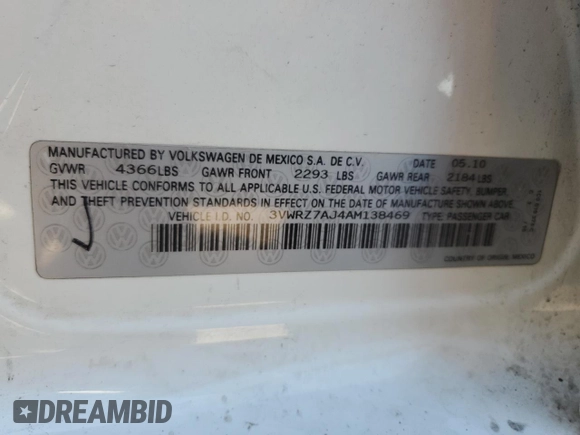 MANUFACTURED BY VOLKSWAGEN DE MEXICO S.A. DE C.V. DATE 05.10
GVWR 4366LBS GAWR FRONT 2293 LBS GAWR REAR 2184 LBS
THIS VEHICLE CONFORMS TO ALL APPLICABLE U.S. FEDERAL MOTOR VEHICLE SAFETY, BUMPER,
AND THEFT PREVENTION STANDARDS IN EFFECT ON THE DATE OF MANUFACTURE SHOWN ABOVE.
VEHICLE I.D. NO. 3VWRZ7AJ4AM138469 TYPE: PASSENGER CAR
COUNTRY OF ORIGIN: MEXICO
DREAMBID